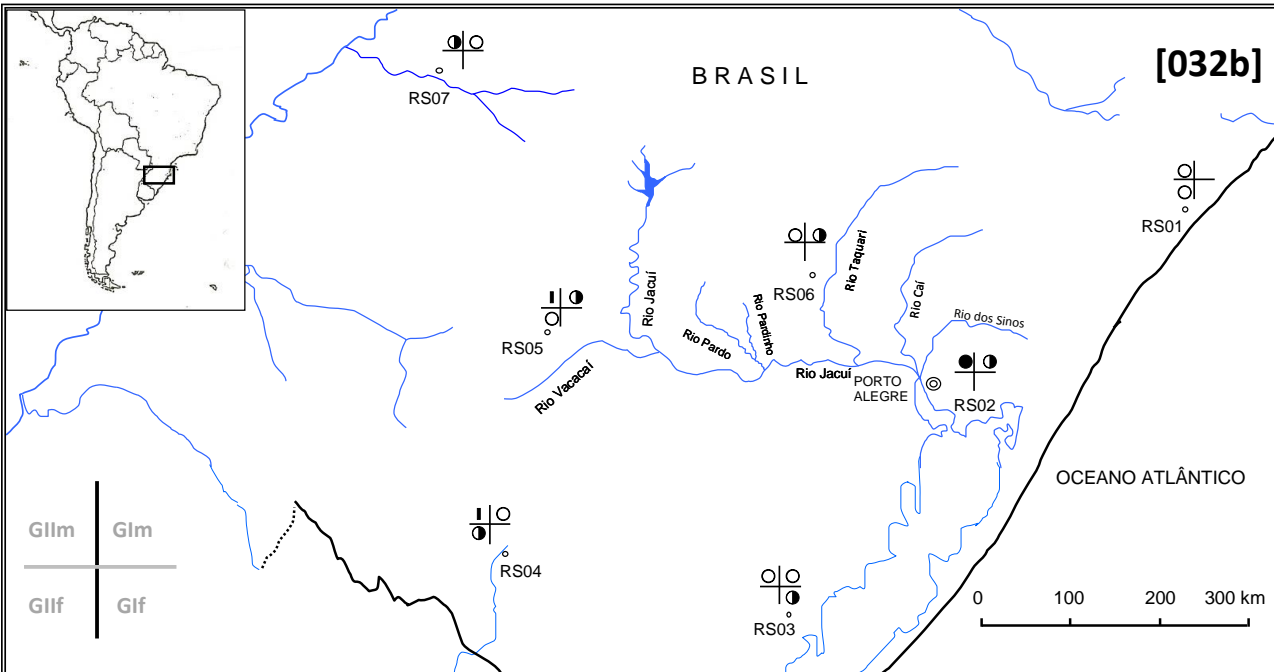 [032b]
BRASIL
RS07
RS01
Rio Taquari
RS06
Rio Caí
Rio Jacuí
Rio dos Sinos
RS05
Rio Pardo
Rio Pardinho
Rio Vacacaí
Rio Jacuí
PORTO
ALEGRE
RS02
OCEANO ATLÂNTICO
GIIm GIm
GIIf GIf
RS04
RS03
0 100 200 300 km